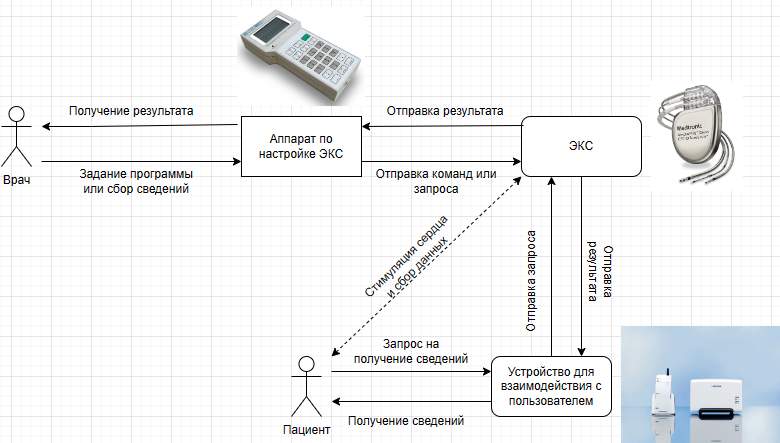 Получение результата
Отправка результата
Аппарат по
настройке ЭКС
ЭКС
Medtronic
Врач
Задание программы
или сбор сведений
Отправка команд или
запроса
Стимуляция сердца
и сбор данных
Отправка запроса
Отправка
результата
Запрос на
получение сведений
Устройство для
взаимодействия с
пользователем
Получение сведений
Пациент